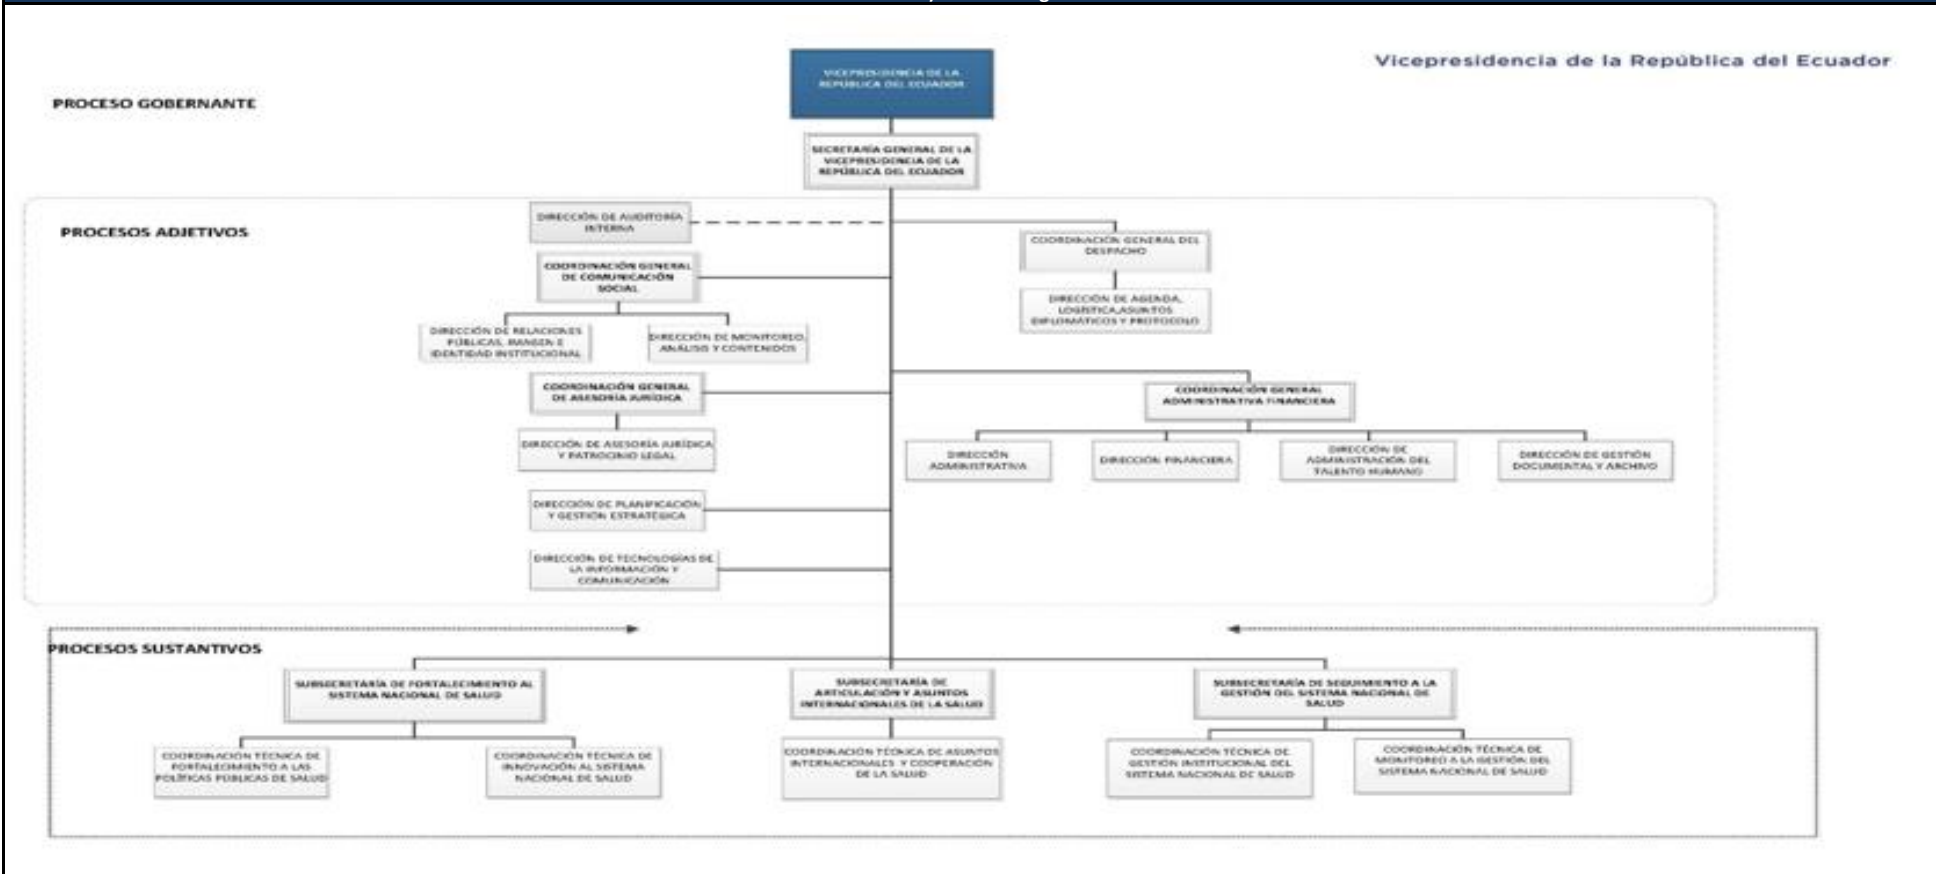 Vicepresidencia de la República del Ecuador
VICEPRESIDENCIA DE LA
REPÚBLICA DEL ECUADOR
PROCESO GOBERNANTE
SECRETARÍA GENERAL DE LA
VICEPRESIDENCIA DE LA
REPÚBLICA DEL ECUADOR
PROCESOS ADJETIVOS
DIRECCIÓN DE AUDITORÍA
INTERNA
COORDINACIÓN GENERAL DEL
DESPACHO
COORDINACIÓN GENERAL
DE COMUNICACIÓN
SOCIAL
DIRECCIÓN DE AGENDA,
LOGÍSTICA,ASUNTOS
DIPLOMÁTICOS Y PROTOCOLO
DIRECCIÓN DE RELACIONES
PÚBLICAS, IMAGEN E
IDENTIDAD INSTITUCIONAL
DIRECCIÓN DE MONITOREO,
ANÁLISIS Y CONTENIDOS
COORDINACIÓN GENERAL
DE ASESORÍA JURÍDICA
COORDINACIÓN GENERAL
ADMINISTRATIVA FINANCIERA
DIRECCIÓN DE ASESORÍA JURÍDICA
Y PATROCINIO LEGAL
DIRECCIÓN
ADMINISTRATIVA
DIRECCIÓN FINANCIERA
DIRECCIÓN DE
ADMINISTRACIÓN DEL
TALENTO HUMANO
DIRECCIÓN DE GESTIÓN
DOCUMENTAL Y ARCHIVO
DIRECCIÓN DE PLANIFICACIÓN
Y GESTIÓN ESTRATÉGICA
DIRECCIÓN DE TECNOLOGÍAS DE
LA INFORMACIÓN Y
COMUNICACIÓN
PROCESOS SUSTANTIVOS
SUBSECRETARÍA DE FORTALECIMIENTO AL
SISTEMA NACIONAL DE SALUD
SUBSECRETARÍA DE
ARTICULACIÓN Y ASUNTOS
INTERNACIONALES DE LA SALUD
SUBSECRETARÍA DE SEGUIMIENTO A LA
GESTIÓN DEL SISTEMA NACIONAL DE
SALUD
COORDINACIÓN TÉCNICA DE
FORTALECIMIENTO A LAS
POLÍTICAS PÚBLICAS DE SALUD
COORDINACIÓN TÉCNICA DE
INNOVACIÓN AL SISTEMA
NACIONAL DE SALUD
COORDINACIÓN TÉCNICA DE ASUNTOS
INTERNACIONALES Y COOPERACIÓN
DE LA SALUD
COORDINACIÓN TÉCNICA DE
GESTIÓN INSTITUCIONAL DEL
SISTEMA NACIONAL DE SALUD
COORDINACIÓN TÉCNICA DE
MONITOREO A LA GESTIÓN DEL
SISTEMA NACIONAL DE SALUD